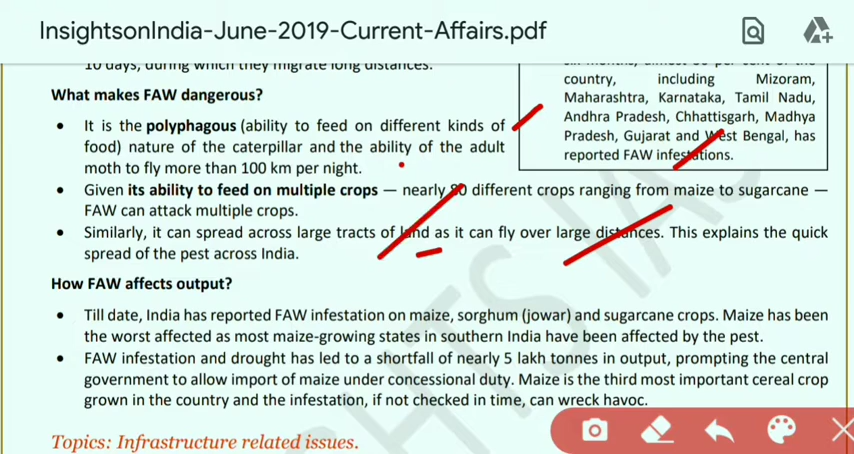 InsightsonIndia-June-2019-Current-Affairs.pdf
10 days, during which they migrate long distances.
What makes FAW dangerous?
• It is the polyphagous (ability to feed on different kinds of
food) nature of the caterpillar and the ability of the adult
moth to fly more than 100 km per night.
country, including Mizoram,
Maharashtra, Karnataka, Tamil Nadu,
Andhra Pradesh, Chhattisgarh, Madhya
Pradesh, Gujarat and West Bengal, has
reported FAW infestations.
• Given its ability to feed on multiple crops — nearly 80 different crops ranging from maize to sugarcane —
FAW can attack multiple crops.
• Similarly, it can spread across large tracts of land as it can fly over large distances. This explains the quick
spread of the pest across India.
How FAW affects output?
• Till date, India has reported FAW infestation on maize, sorghum (jowar) and sugarcane crops. Maize has been
the worst affected as most maize-growing states in southern India have been affected by the pest.
• FAW infestation and drought has led to a shortfall of nearly 5 lakh tonnes in output, prompting the central
government to allow import of maize under concessional duty. Maize is the third most important cereal crop
grown in the country and the infestation, if not checked in time, can wreck havoc.
Topics: Infrastructure related issues.